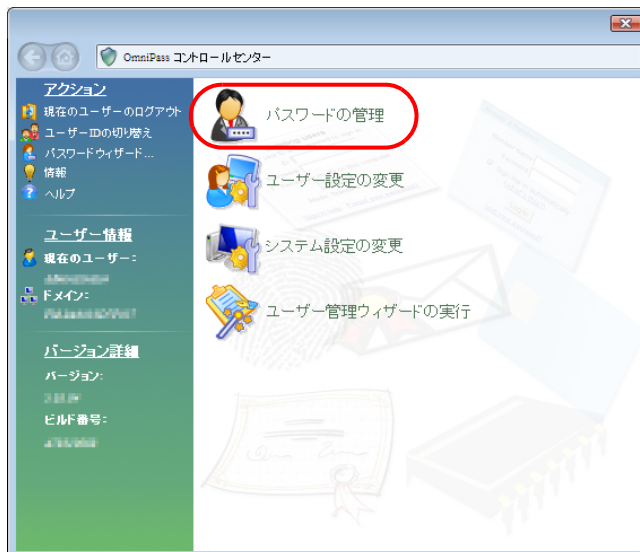 OmniPass コントロールセンター
アクション
現在のユーザーのログアウト
ユーザーIDの切り替え
パスワードウィザード...
情報
ヘルプ
ユーザー情報
現在のユーザー:
ドメイン:
バージョン詳細
バージョン:
ビルド番号:
パスワードの管理
ユーザー設定の変更
システム設定の変更
ユーザー管理ウィザードの実行